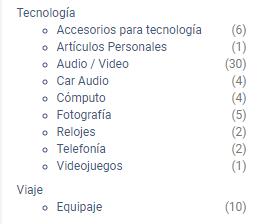 Tecnología
Accesorios para tecnología (6)
Artículos Personales (1)
Audio / Video (30)
Car Audio (4)
Cómputo (4)
Fotografía (5)
Relojes (2)
Telefonía (2)
Videojuegos (1)
Viaje
Equipaje (10)